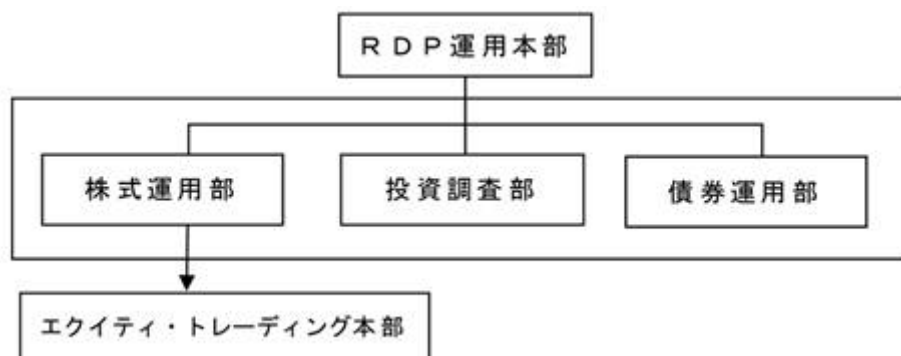 ＲＤＰ運用本部
株式運用部
投資調査部
債券運用部
エクイティ・トレーディング本部